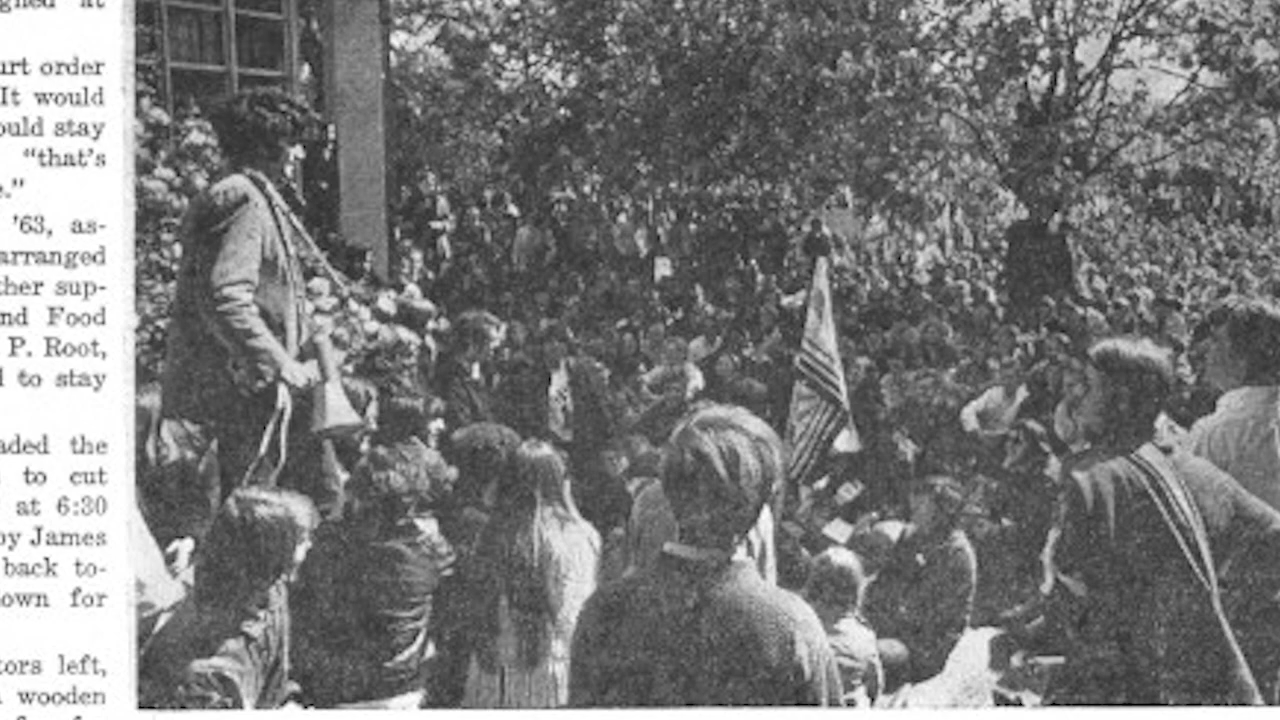 gned at
urt order
It would
ould stay
"that's
e."
'63, as-
arranged
ther sup-
nd Food
P. Root,
l to stay
aded the
to cut
at 6:30
by James
back to-
own for
tors left,
wooden